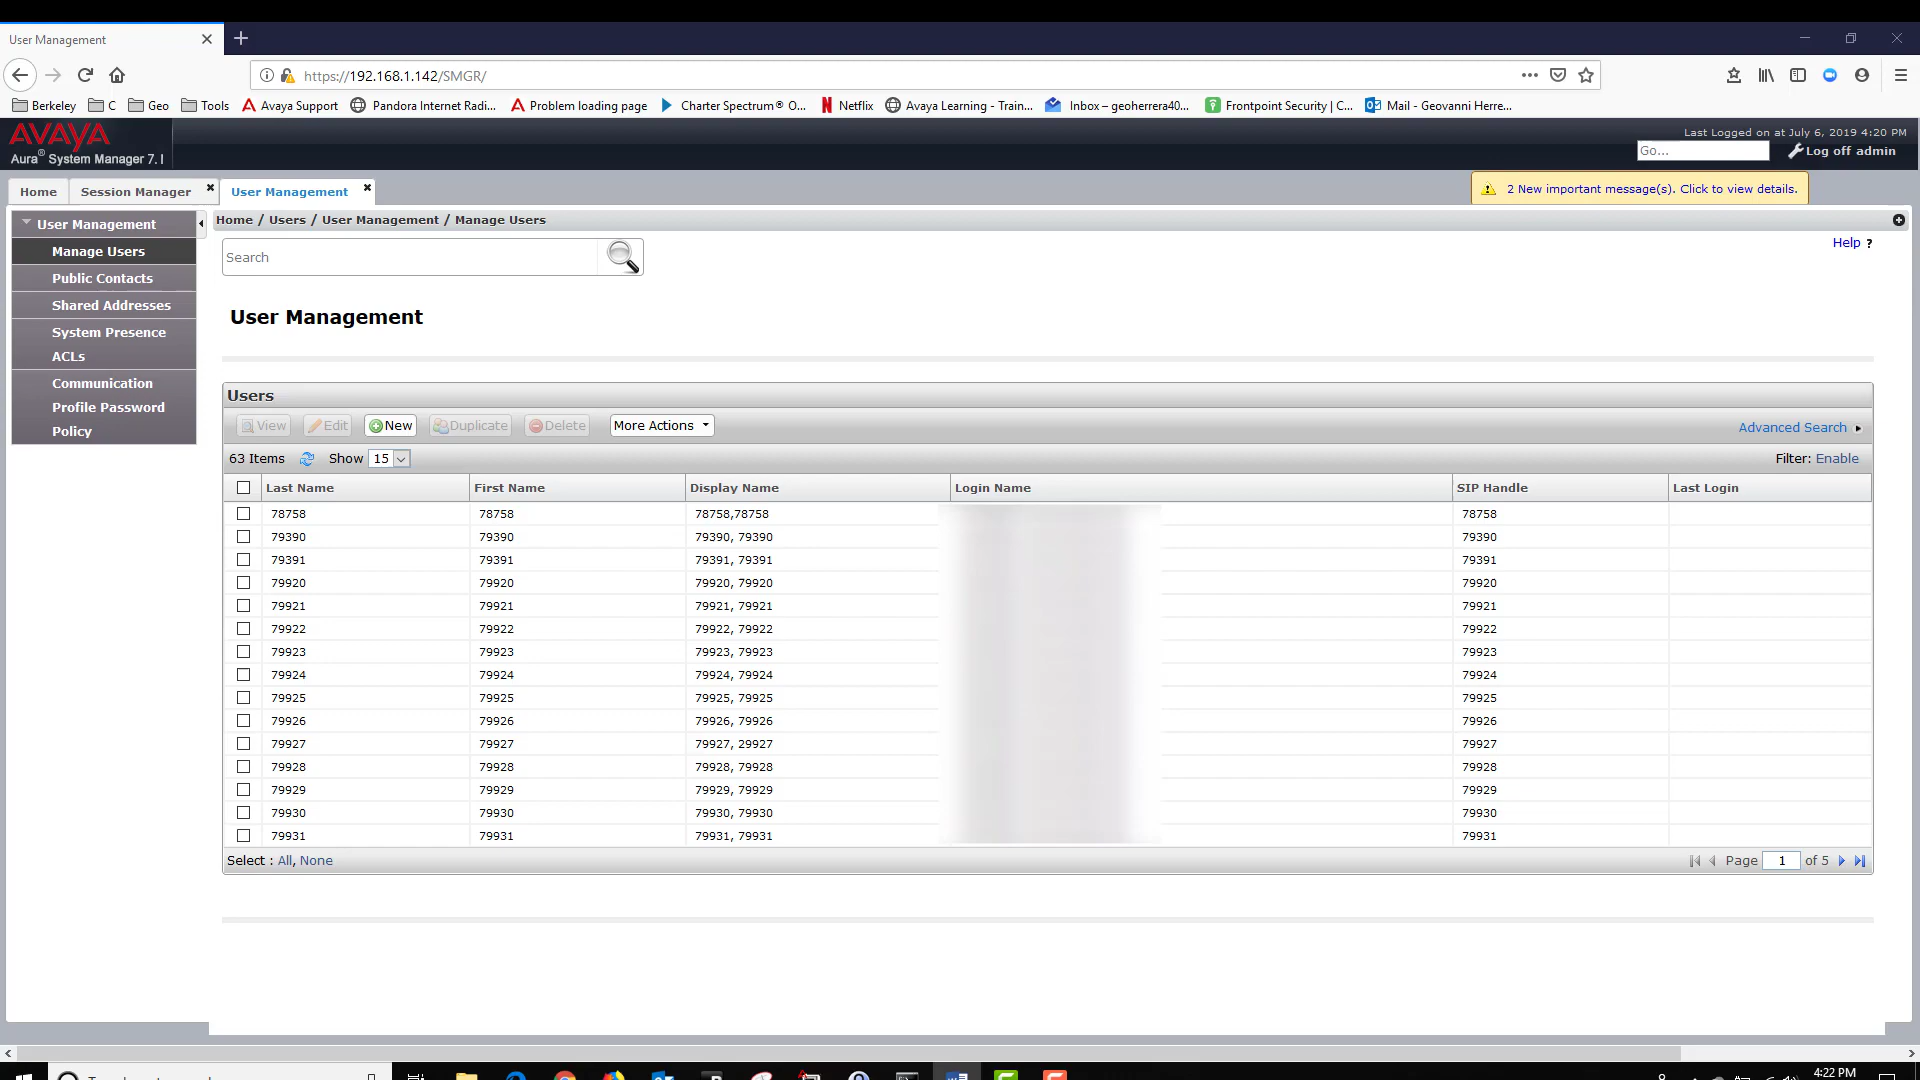 User Management
https://192.168.1.142/SMGR/
Berkeley C Geo Tools Avaya Support Pandora Internet Radi... Problem loading page Charter Spectrum® O... Netflix Avaya Learning - Train... Inbox – geoherrera40... Frontpoint Security | C... Mail - Geovanni Herre...
AVAYA
Aura® System Manager 7.1
Last Logged on at July 6, 2019 4:20 PM
Go... Log off admin
Home Session Manager User Management
2 New important message(s). Click to view details.
User Management
Manage Users
Public Contacts
Shared Addresses
System Presence
ACLs
Communication
Profile Password
Policy
Home / Users / User Management / Manage Users
Help ?
Search
User Management
Users
View Edit New Duplicate Delete More Actions Advanced Search
63 Items Show 15 Filter: Enable
Last Name First Name Display Name Login Name SIP Handle Last Login
78758 78758 78758,78758 78758
79390 79390 79390, 79390 79390
79391 79391 79391, 79391 79391
79920 79920 79920, 79920 79920
79921 79921 79921, 79921 79921
79922 79922 79922, 79922 79922
79923 79923 79923, 79923 79923
79924 79924 79924, 79924 79924
79925 79925 79925, 79925 79925
79926 79926 79926, 79926 79926
79927 79927 79927, 29927 79927
79928 79928 79928, 79928 79928
79929 79929 79929, 79929 79929
79930 79930 79930, 79930 79930
79931 79931 79931, 79931 79931
Select : All, None Page 1 of 5
4:22 PM